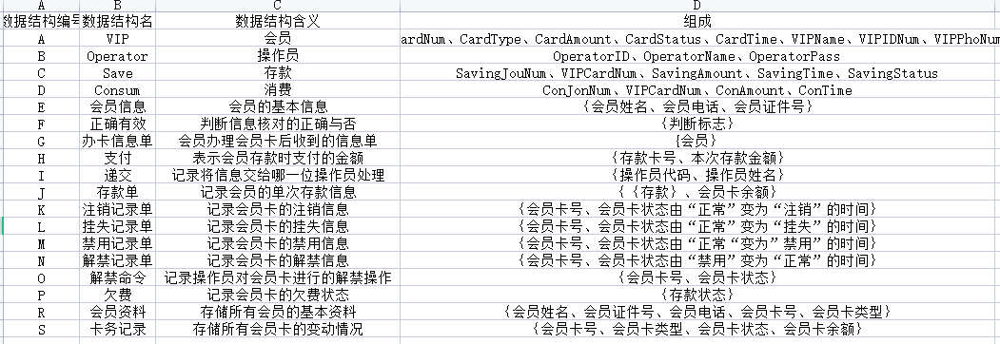 A B C D
数据结构编号 数据结构名 数据结构含义 组成
A VIP 会员 ardNum、CardType、CardAmount、CardStatus、CardTime、VIPName、VIPIDNum、VIPPhoNum
B Operator 操作员 OperatorID、OperatorName、OperatorPass
C Save 存款 SavingJouNum、VIPCardNum、SavingAmount、SavingTime、SavingStatus
D Consum 消费 ConJonNum、VIPCardNum、ConAmount、ConTime
E 会员信息 会员的基本信息 {会员姓名、会员电话、会员证件号}
F 正确有效 判断信息核对的正确与否 {判断标志}
G 办卡信息单 会员办理会员卡后收到的信息单 {会员}
H 支付 表示会员存款时支付的金额 {存款卡号、本次存款金额}
I 递交 记录将信息交给哪一位操作员处理 {操作员代码、操作员姓名}
J 存款单 记录会员的单次存款信息 {{存款}、会员卡余额}
K 注销记录单 记录会员卡的注销信息 {会员卡号、会员卡状态由“正常”变为“注销”的时间}
L 挂失记录单 记录会员卡的挂失信息 {会员卡号、会员卡状态由“正常”变为“挂失”的时间}
M 禁用记录单 记录会员卡的禁用信息 {会员卡号、会员卡状态由“正常“变为”禁用”的时间}
N 解禁记录单 记录会员卡的解禁信息 {会员卡号、会员卡状态由“禁用”变为“正常”的时间}
O 解禁命令 记录操作员对会员卡进行的解禁操作 {会员卡号、会员卡状态}
P 欠费 记录会员卡的欠费状态 {存款状态}
R 会员资料 存储所有会员的基本资料 {会员姓名、会员证件号、会员电话、会员卡号、会员卡类型}
S 卡务记录 存储所有会员卡的变动情况 {会员卡号、会员卡类型、会员卡状态、会员卡余额}